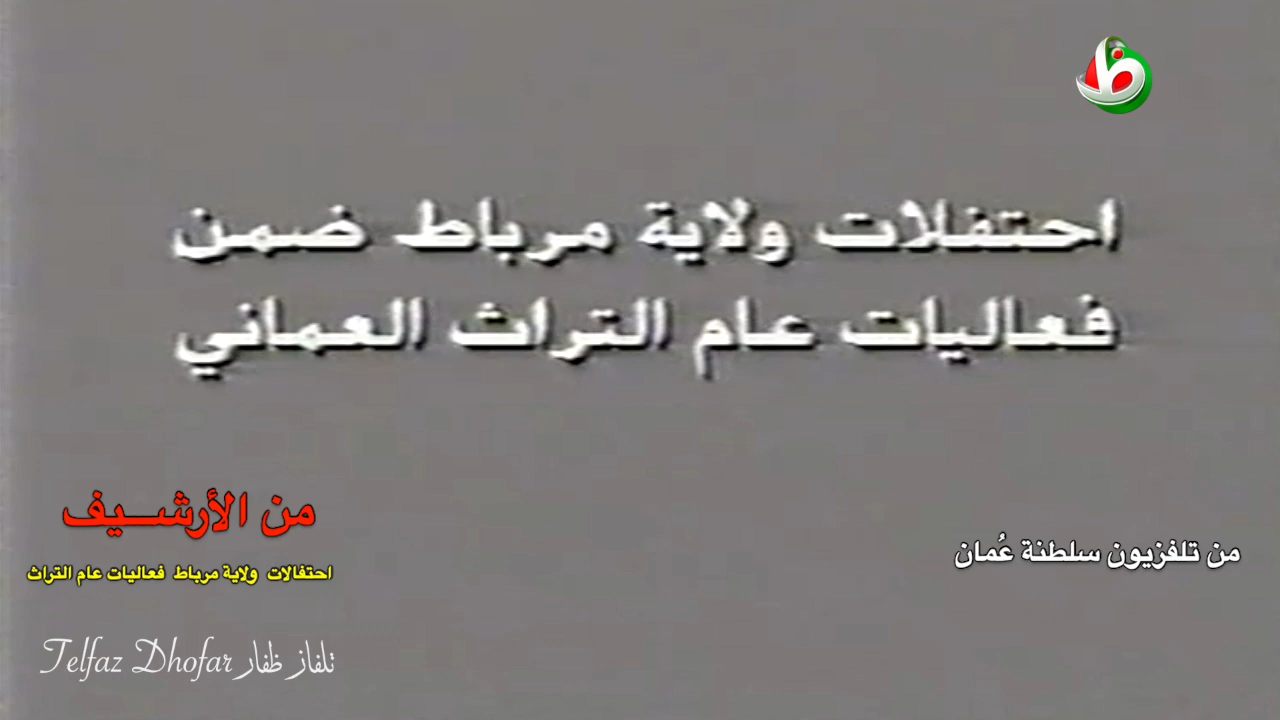 احتفلات ولاية مرباط ضمن
فعاليات عام التراث العماني
من الأرشـــيف
من تلفزيون سلطنة عُمان
احتفالات ولاية مرباط فعاليات عام التراث
Telfaz Dhofar تلفاز ظفار